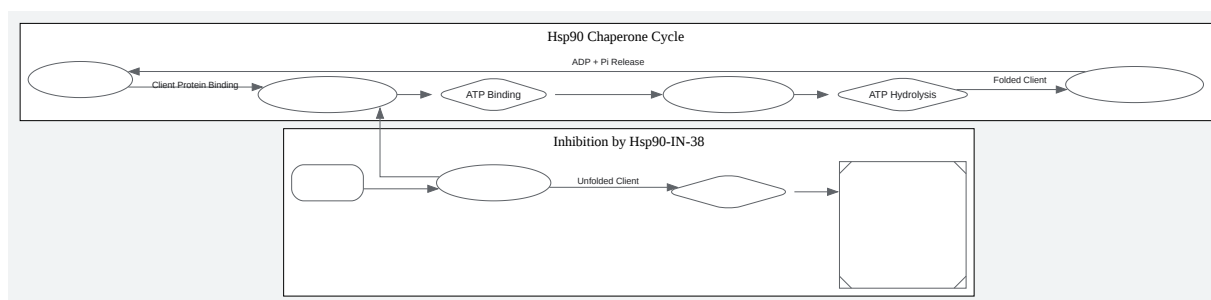 Hsp90 Chaperone Cycle
ADP + Pi Release
Client Protein Binding
ATP Binding
ATP Hydrolysis
Folded Client
Inhibition by Hsp90-IN-38
Unfolded Client